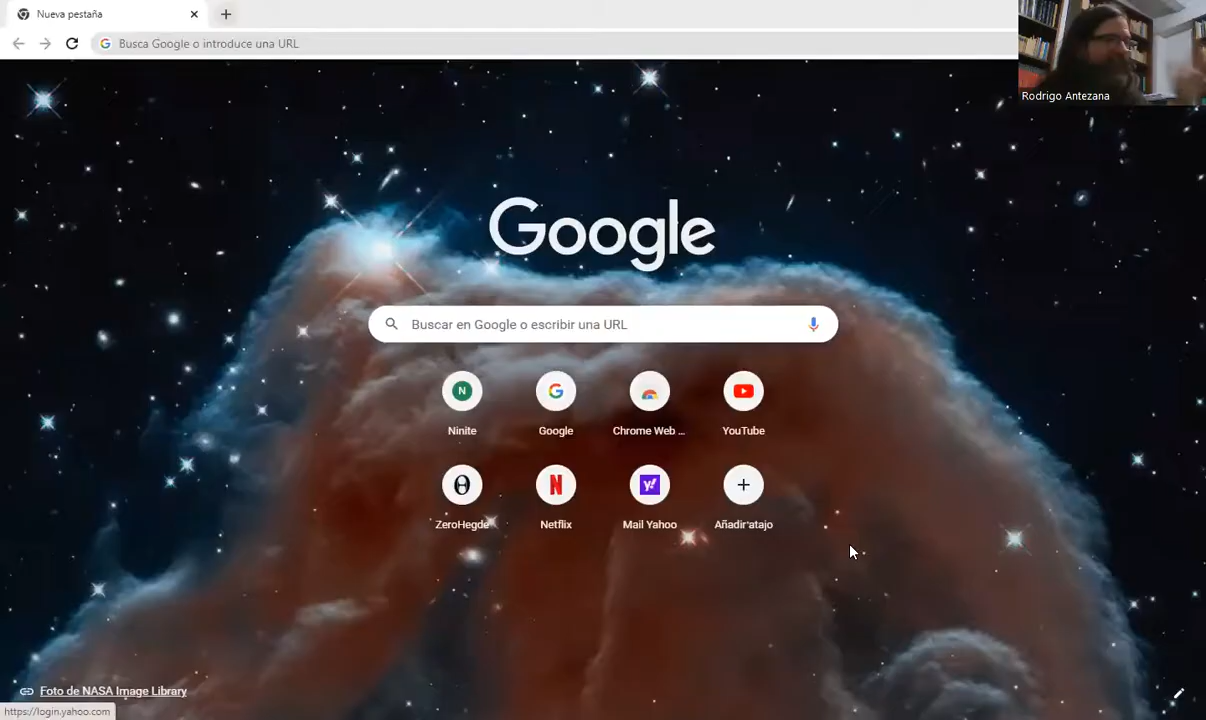 Nueva pestaña
Busca Google o introduce una URL
Rodrigo Antezana
Google
Buscar en Google o escribir una URL
N
Ninite
Google
Chrome Web ...
YouTube
N
y!
ZeroHegde
Netflix
Mail Yahoo
Añadir atajo
Foto de NASA Image Library
https://login.yahoo.com